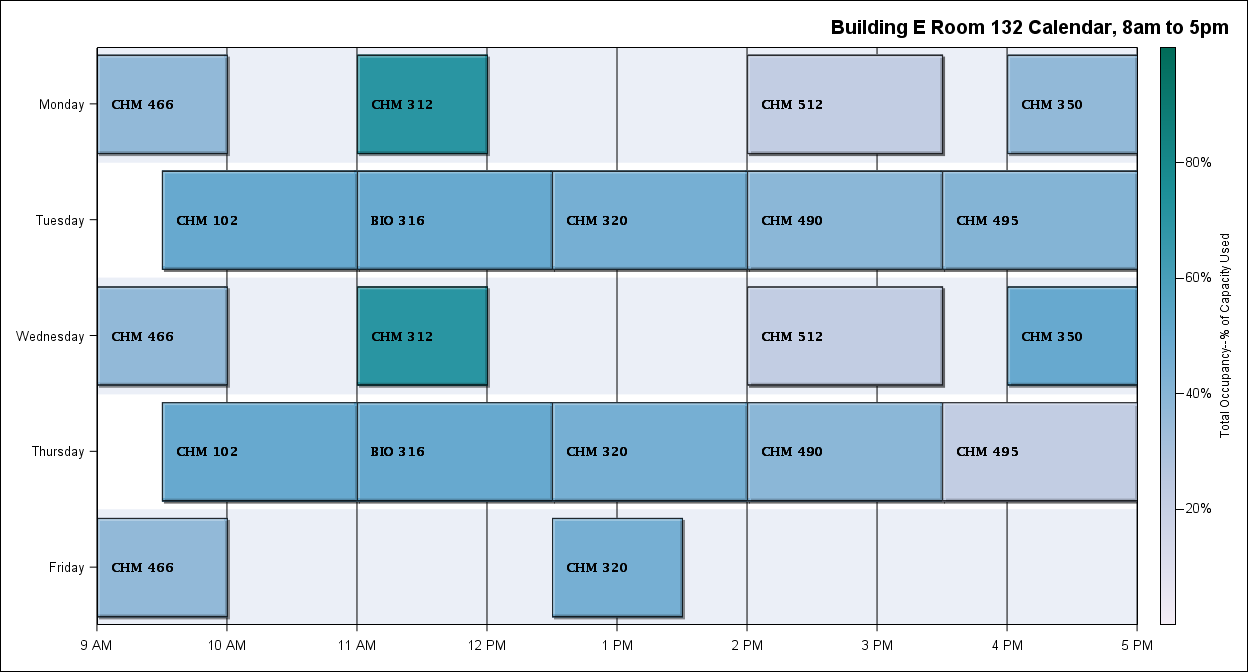 Building E Room 132 Calendar, 8am to 5pm
Monday
CHM 466
CHM 312
CHM 512
CHM 350
Tuesday
CHM 102
BIO 316
CHM 320
CHM 490
CHM 495
Wednesday
CHM 466
CHM 312
CHM 512
CHM 350
Thursday
CHM 102
BIO 316
CHM 320
CHM 490
CHM 495
Friday
CHM 466
CHM 320
9 AM
10 AM
11 AM
12 PM
1 PM
2 PM
3 PM
4 PM
5 PM
80%
60%
40%
20%
Total Occupancy--% of Capacity Used